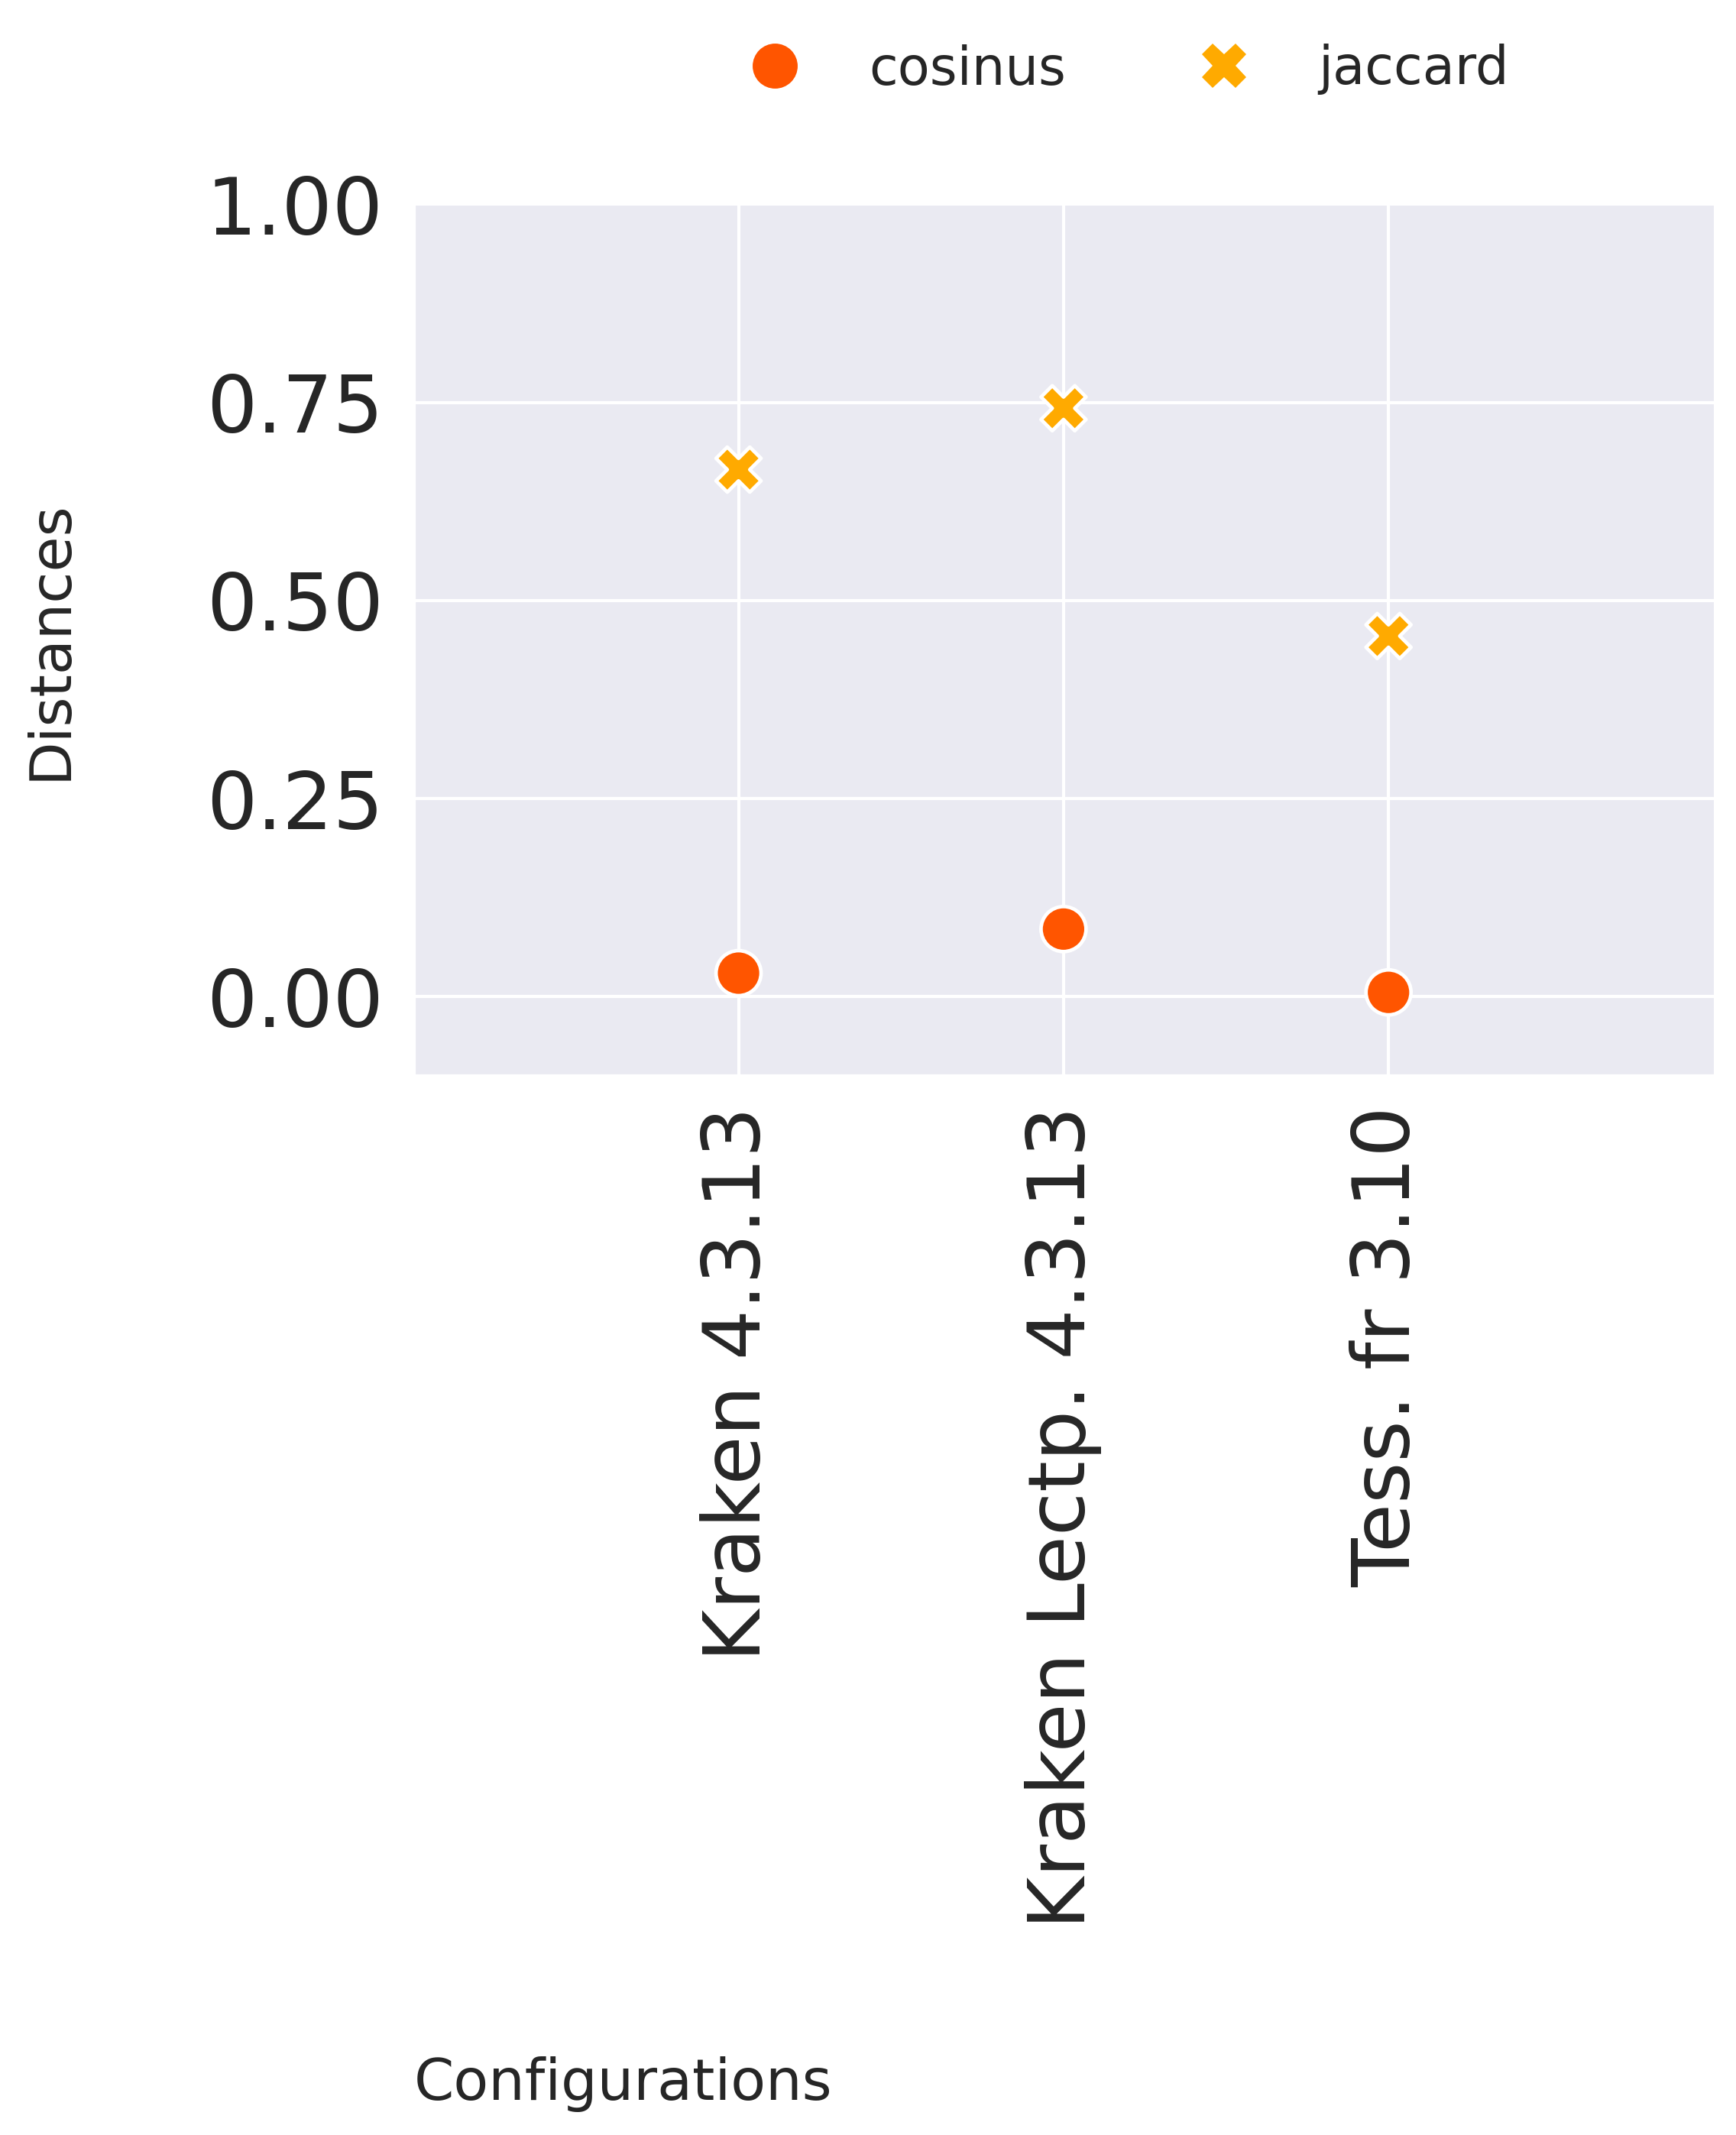 cosinus jaccard
1.00
0.75
0.50
0.25
0.00
Distances
Kraken 4.3.13
Kraken Lectp. 4.3.13
Tess. fr 3.10
Configurations